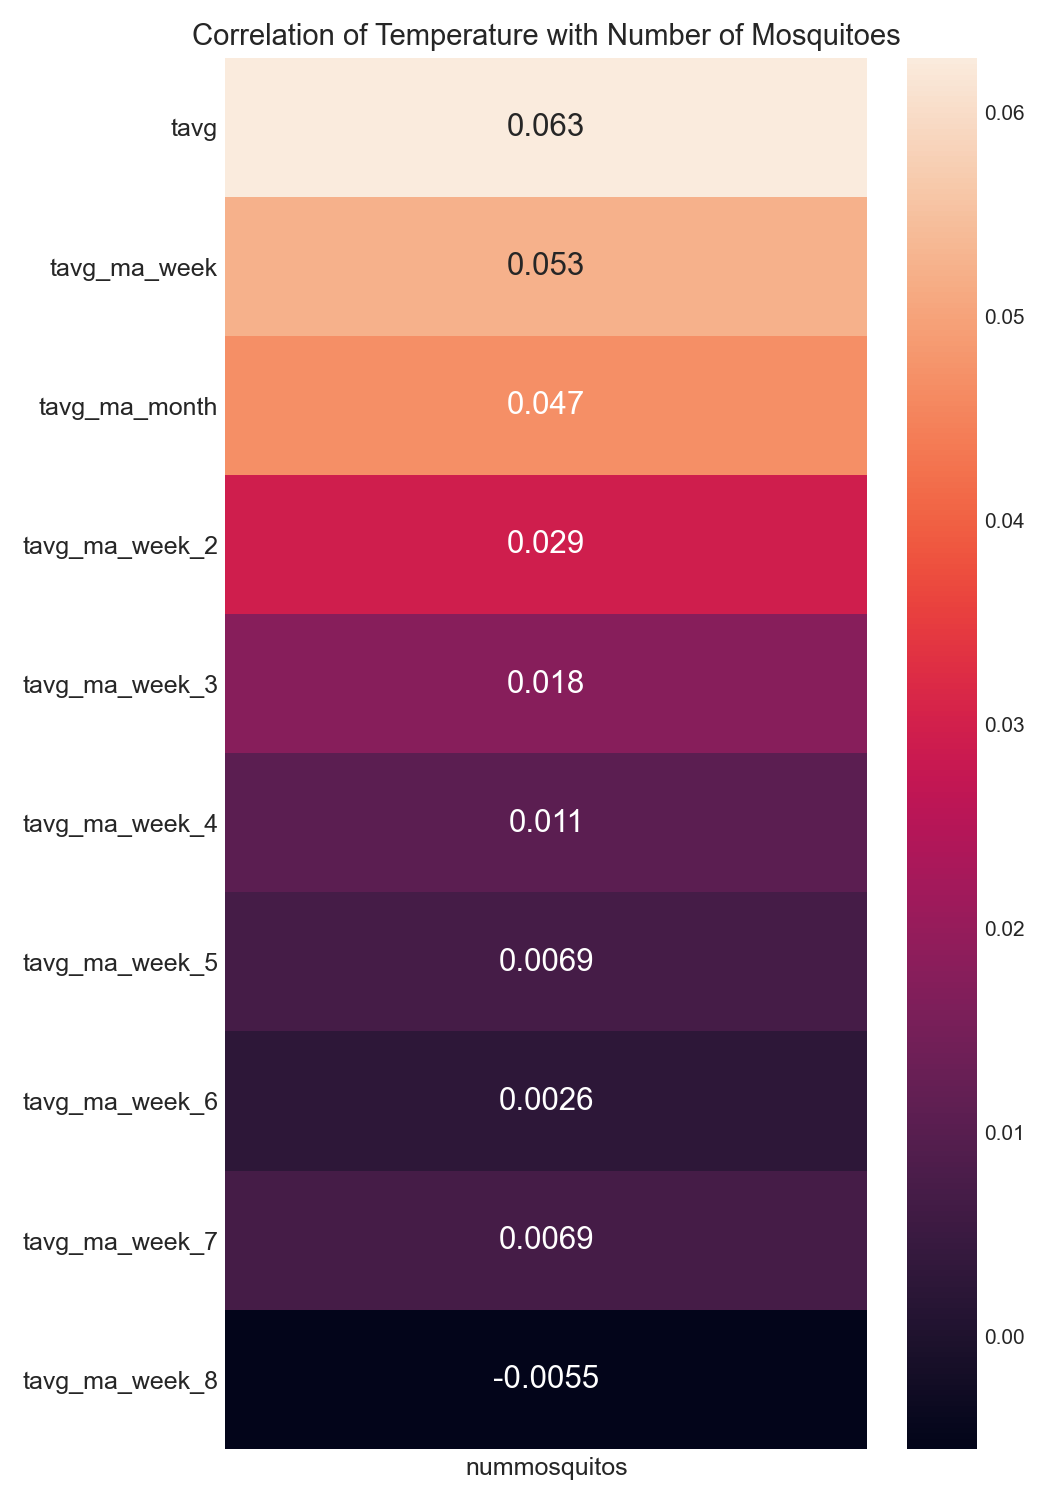 Correlation of Temperature with Number of Mosquitoes
tavg
0.063
tavg_ma_week
0.053
tavg_ma_month
0.047
tavg_ma_week_2
0.029
tavg_ma_week_3
0.018
tavg_ma_week_4
0.011
tavg_ma_week_5
0.0069
tavg_ma_week_6
0.0026
tavg_ma_week_7
0.0069
tavg_ma_week_8
-0.0055
nummosquitos
0.06
0.05
0.04
0.03
0.02
0.01
0.00